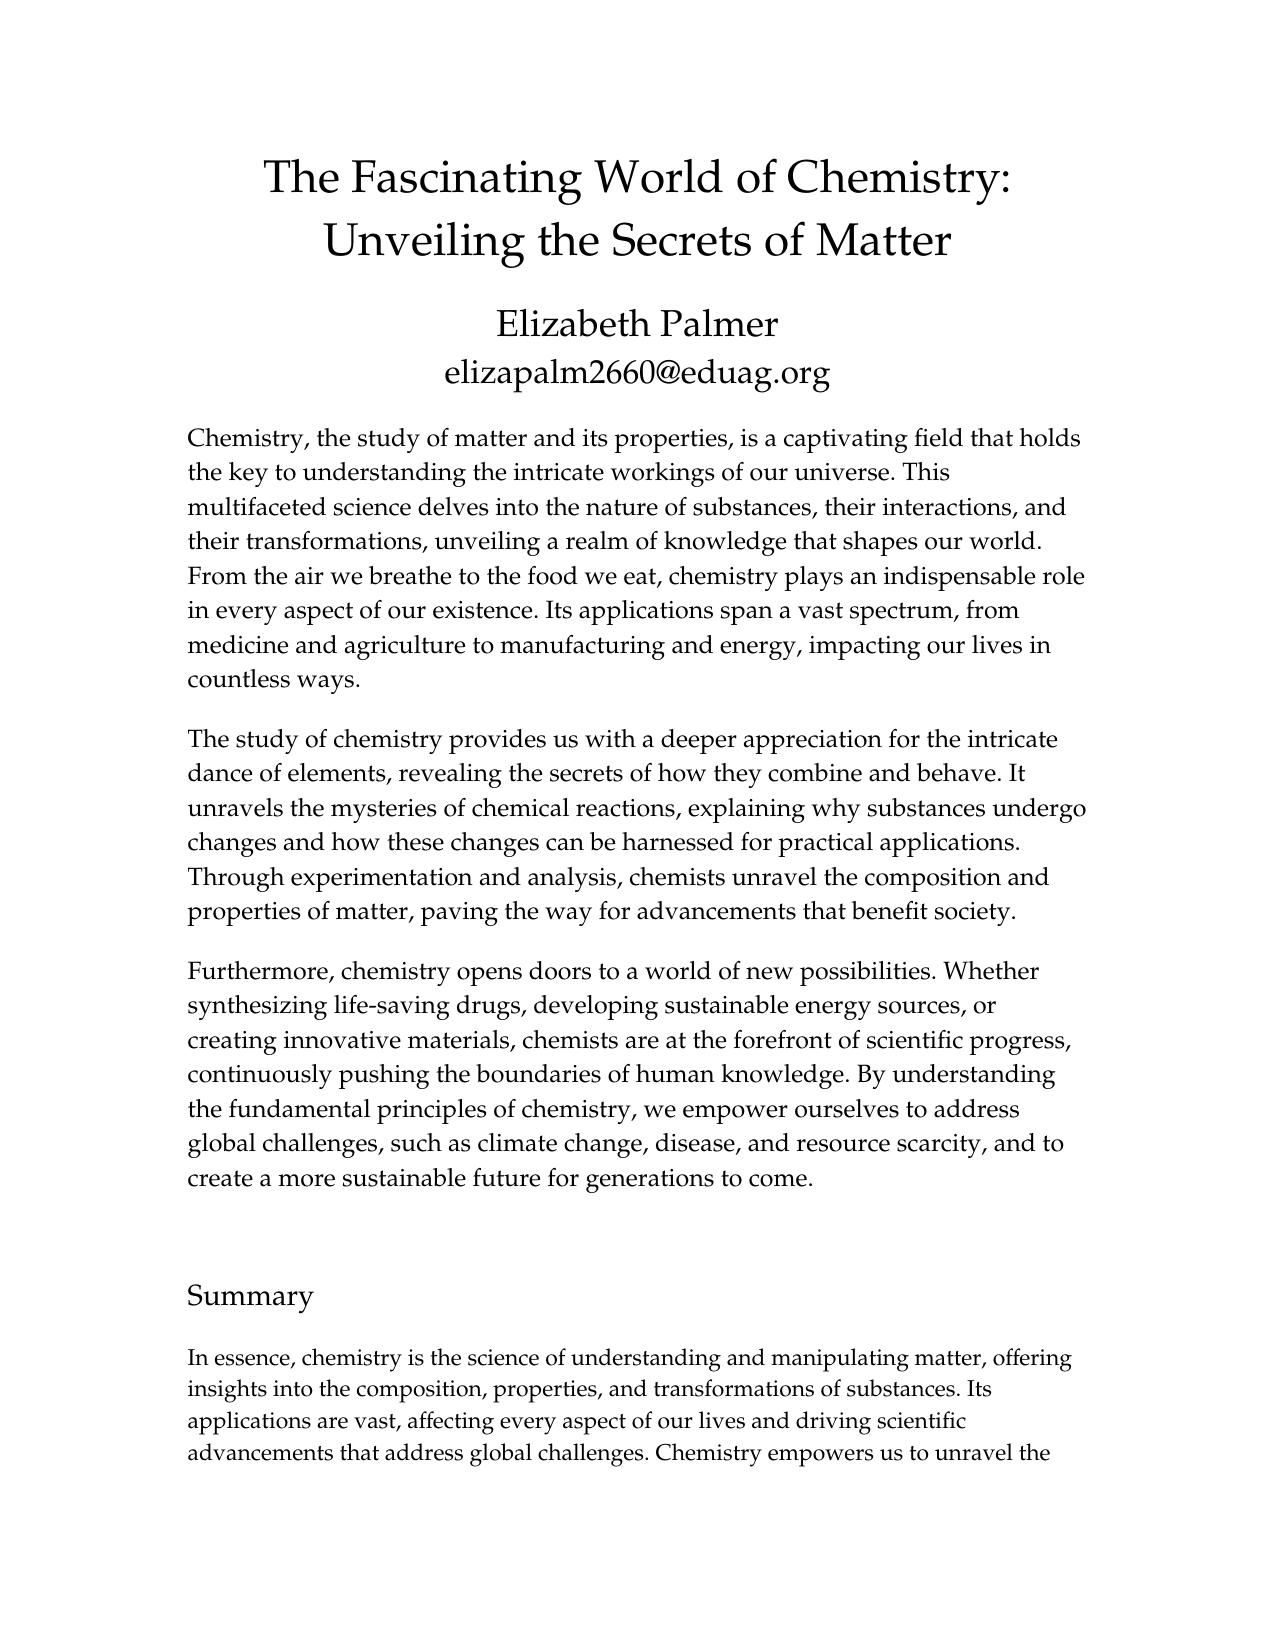 The Fascinating World of Chemistry:
Unveiling the Secrets of Matter
Elizabeth Palmer
elizapalm2660@eduag.org
Chemistry, the study of matter and its properties, is a captivating field that holds
the key to understanding the intricate workings of our universe. This
multifaceted science delves into the nature of substances, their interactions, and
their transformations, unveiling a realm of knowledge that shapes our world.
From the air we breathe to the food we eat, chemistry plays an indispensable role
in every aspect of our existence. Its applications span a vast spectrum, from
medicine and agriculture to manufacturing and energy, impacting our lives in
countless ways.
The study of chemistry provides us with a deeper appreciation for the intricate
dance of elements, revealing the secrets of how they combine and behave. It
unravels the mysteries of chemical reactions, explaining why substances undergo
changes and how these changes can be harnessed for practical applications.
Through experimentation and analysis, chemists unravel the composition and
properties of matter, paving the way for advancements that benefit society.
Furthermore, chemistry opens doors to a world of new possibilities. Whether
synthesizing life-saving drugs, developing sustainable energy sources, or
creating innovative materials, chemists are at the forefront of scientific progress,
continuously pushing the boundaries of human knowledge. By understanding
the fundamental principles of chemistry, we empower ourselves to address
global challenges, such as climate change, disease, and resource scarcity, and to
create a more sustainable future for generations to come.
Summary
In essence, chemistry is the science of understanding and manipulating matter, offering
insights into the composition, properties, and transformations of substances. Its
applications are vast, affecting every aspect of our lives and driving scientific
advancements that address global challenges. Chemistry empowers us to unravel the